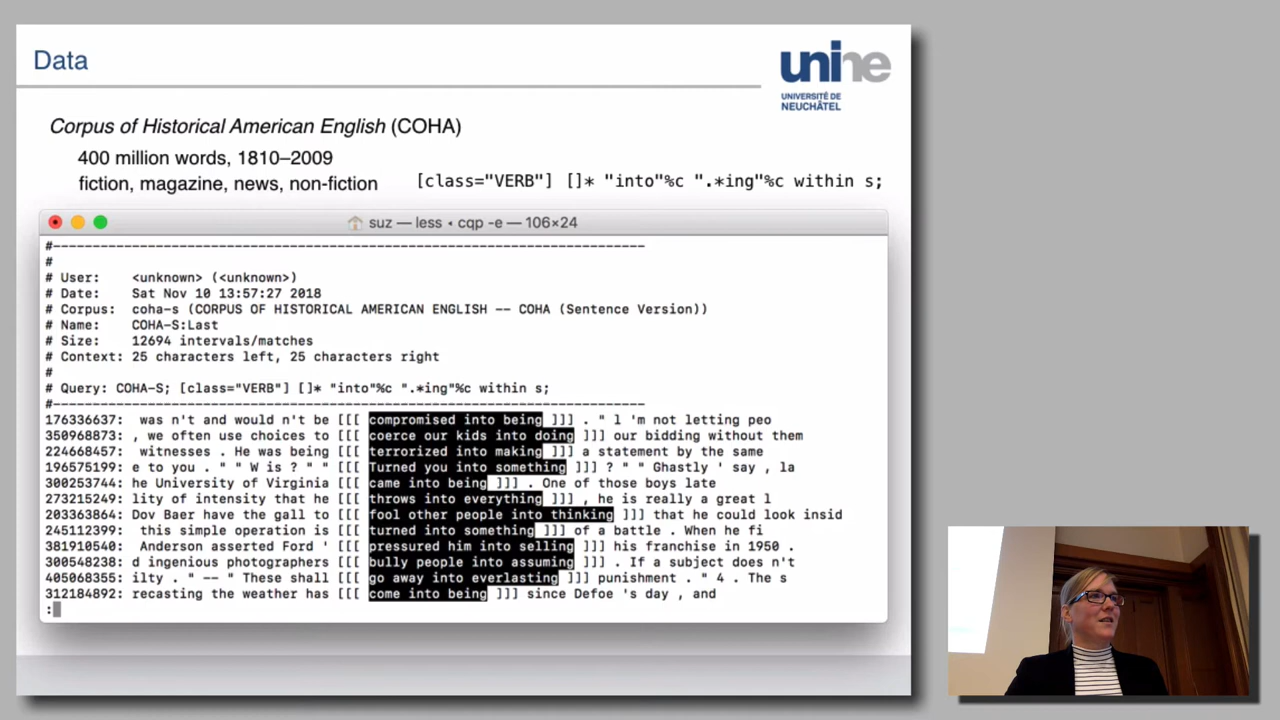 Data
unine
UNIVERSITÉ DE
NEUCHÂTEL
Corpus of Historical American English (COHA)
400 million words, 1810–2009
fiction, magazine, news, non-fiction
[class="VERB"] []* "into"%c ".*ing"%c within s;
suz — less ◂ cqp -e — 106×24
#---------------------------------------------------------------------------------
#
# User: <unknown> (<unknown>)
# Date: Sat Nov 10 13:57:27 2018
# Corpus: coha-s (CORPUS OF HISTORICAL AMERICAN ENGLISH -- COHA (Sentence Version))
# Name: COHA-S:Last
# Size: 12694 intervals/matches
# Context: 25 characters left, 25 characters right
#
# Query: COHA-S; [class="VERB"] []* "into"%c ".*ing"%c within s;
#---------------------------------------------------------------------------------
176336637: was n't and would n't be [[[ compromised into being ]]] . " l 'm not letting peo
350968873: , we often use choices to [[[ coerce our kids into doing ]]] our bidding without them
224668457: witnesses . He was being [[[ terrorized into making ]]] a statement by the same
196575199: e to you . " " W is ? " " [[[ Turned you into something ]]] ? " " Ghastly ' say , la
300253744: he University of Virginia [[[ came into being ]]] . One of those boys late
273215249: lity of intensity that he [[[ throws into everything ]]] , he is really a great l
203363864: Dov Baer have the gall to [[[ fool other people into thinking ]]] that he could look insid
245112399: this simple operation is [[[ turned into something ]]] of a battle . When he fi
381910540: Anderson asserted Ford ' [[[ pressured him into selling ]]] his franchise in 1950 .
300548238: d ingenious photographers [[[ bully people into assuming ]]] . If a subject does n't
405068355: ilty . " -- " These shall [[[ go away into everlasting ]]] punishment . " 4 . The s
312184892: recasting the weather has [[[ come into being ]]] since Defoe 's day , and
: